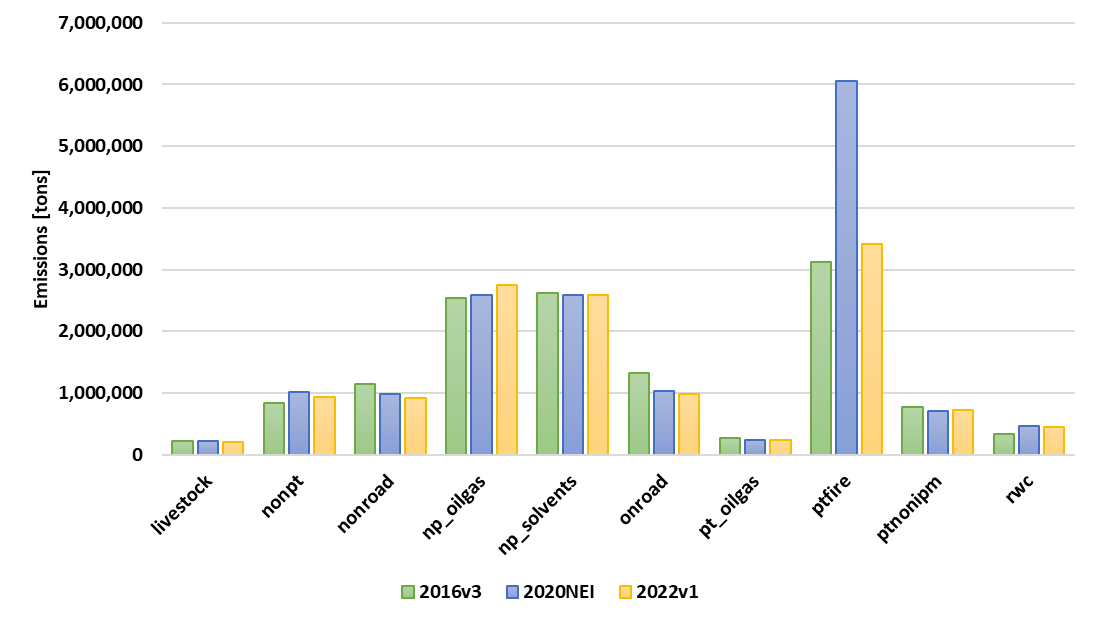 7,000,000
6,000,000
5,000,000
4,000,000
3,000,000
2,000,000
1,000,000
0
Emissions [tons]
livestock
nonpt
nonroad
np_oilgas
np_solvents
onroad
pt_oilgas
ptfire
ptnonipm
rwc
2016v3
2020NEI
2022v1